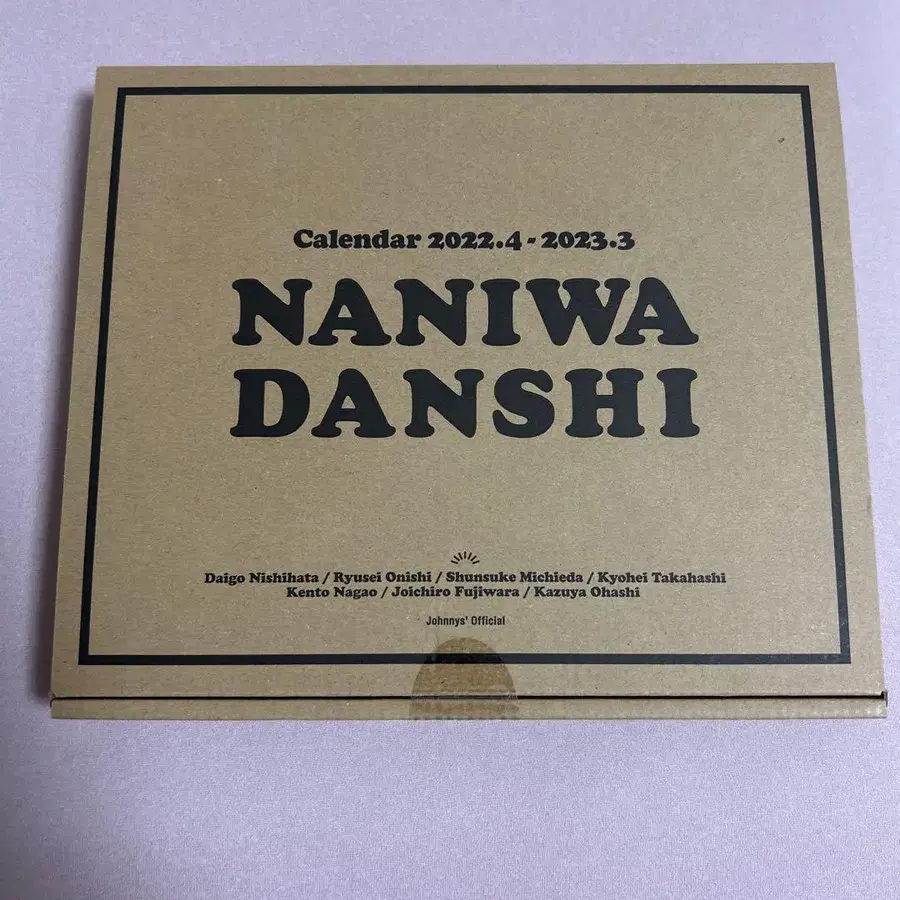 Calendar 2022.4-2023.3
NANIWA
DANSHI
Daigo Nishihata / Ryusei Onishi / Shunsuke Michieda / Kyohei Takahashi
Kento Nagao / Joichiro Fujiwara / Kazuya Ohashi
Johnnys' Official